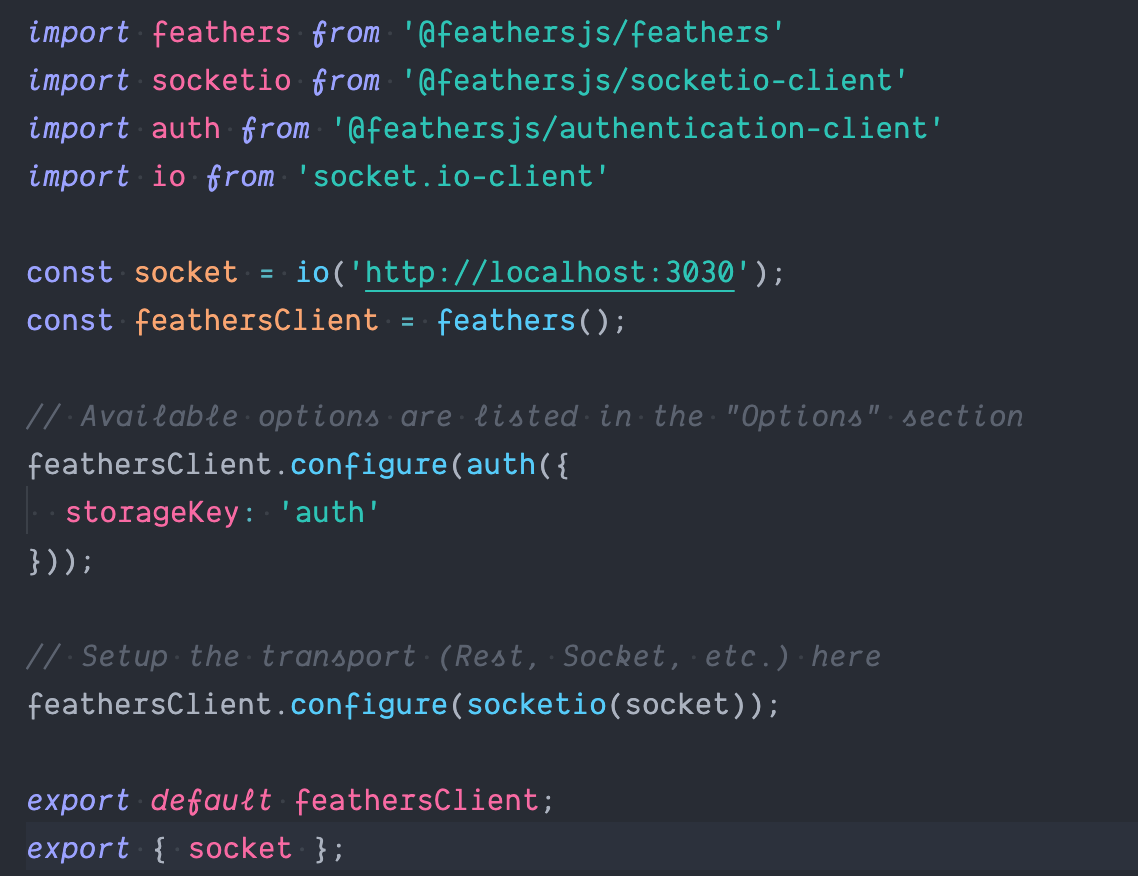 import feathers from '@feathersjs/feathers'
import socketio from '@feathersjs/socketio-client'
import auth from '@feathersjs/authentication-client'
import io from 'socket.io-client'

const socket = io('http://localhost:3030');
const feathersClient = feathers();

// Available options are listed in the "Options" section
feathersClient.configure(auth({
  storageKey: 'auth'
}));

// Setup the transport (Rest, Socket, etc.) here
feathersClient.configure(socketio(socket));

export default feathersClient;
export { socket };